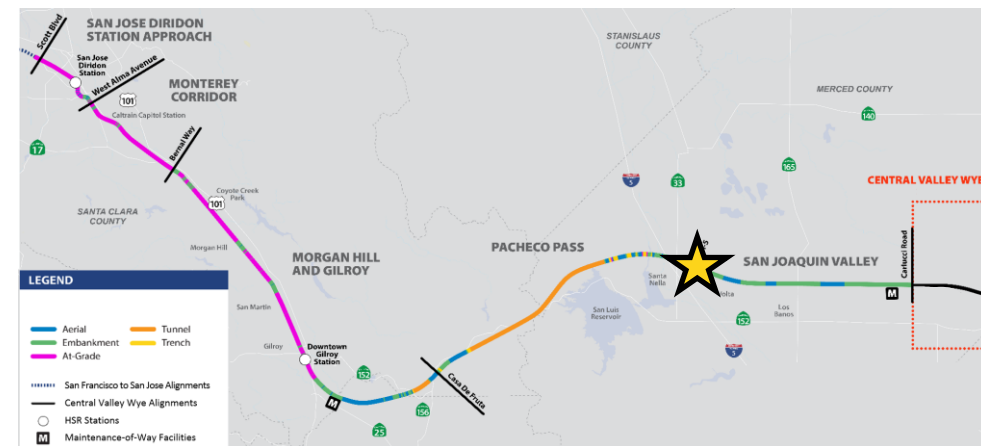 SAN JOSE DIRIDON
STATION APPROACH
Scott Blvd
San Jose
Diridon
Station
West Alma Avenue
MONTEREY
CORRIDOR
101
Caltrain Capitol Station
17
Bernal Way
Coyote Creek
Park
101
SANTA CLARA
COUNTY
Morgan Hill
MORGAN HILL
AND GILROY
San Martin
Gilroy
Downtown
Gilroy
Station
M
152
25
156
Casa De Fruta
PACHECO PASS
San Luis
Reservoir
Santa
Nella
STANISLAUS
COUNTY
5
33
MERCED COUNTY
140
165
CENTRAL VALLEY WYE
SAN JOAQUIN VALLEY
Carlucci Road
M
Los
Banos
152
5
LEGEND
Aerial
Embankment
At-Grade
Tunnel
Trench
San Francisco to San Jose Alignments
Central Valley Wye Alignments
HSR Stations
M
Maintenance-of-Way Facilities